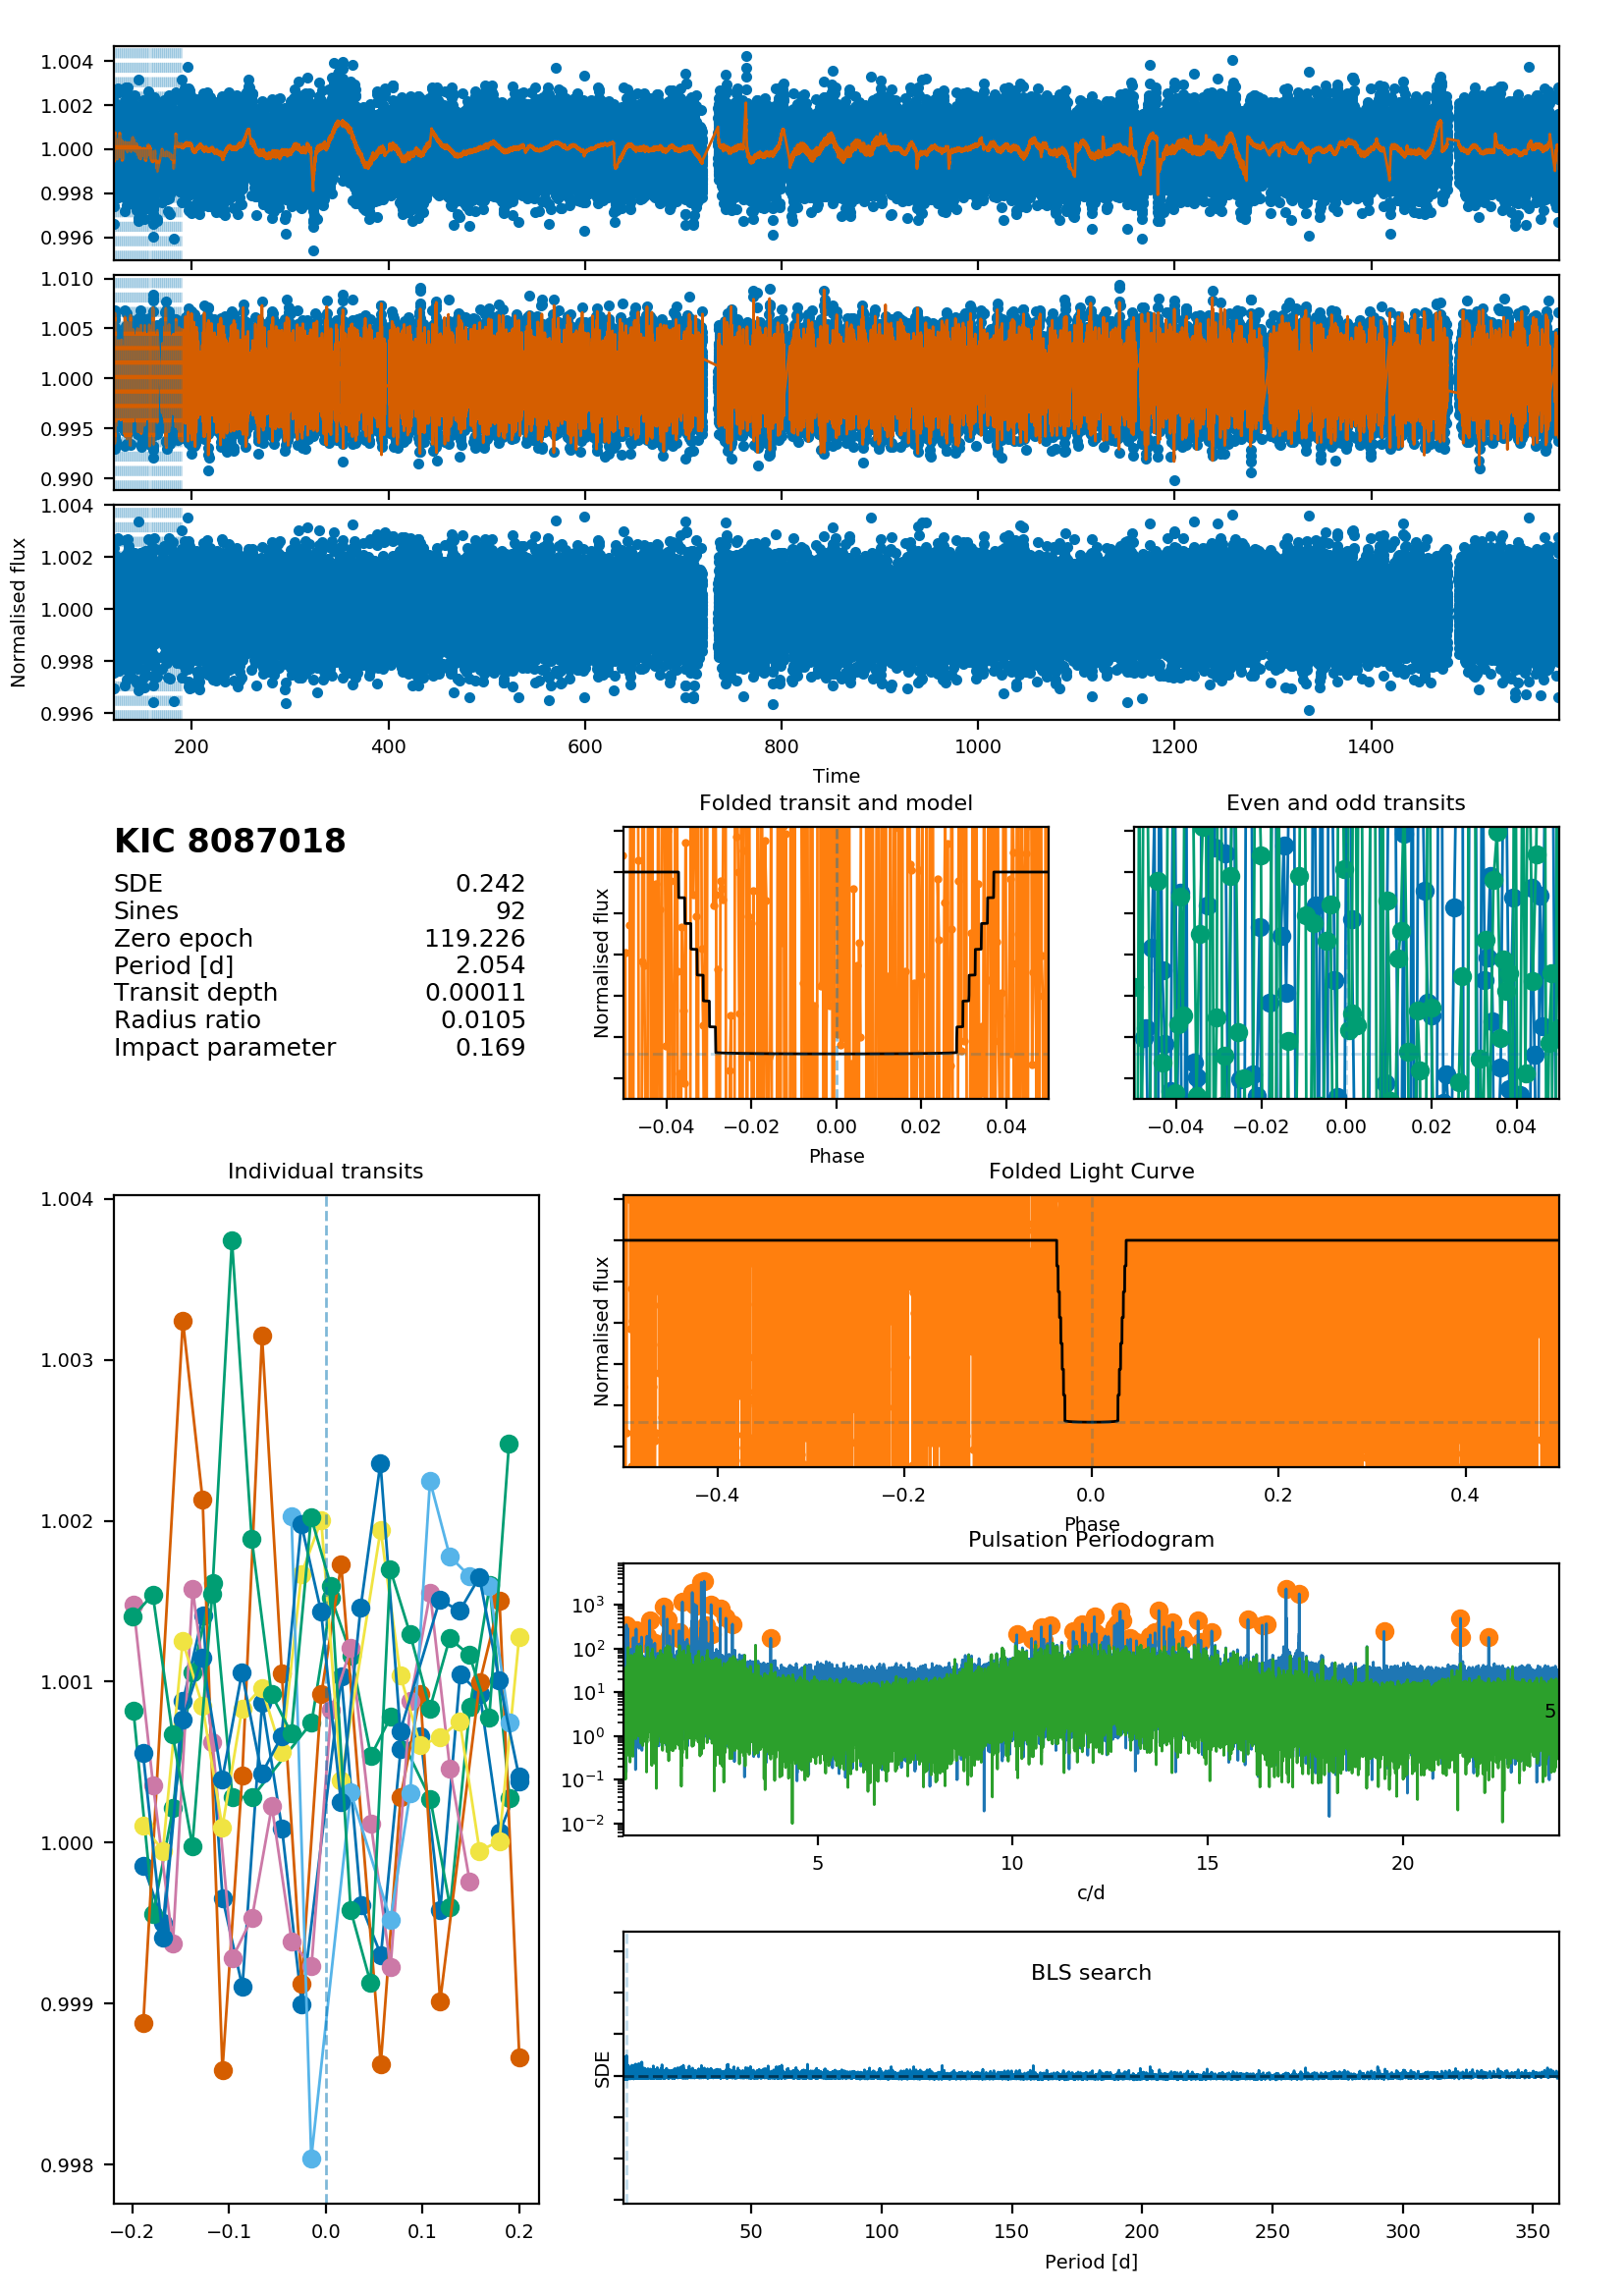 1.004
1.002
1.000
0.998
0.996
1.010
1.005
1.000
0.995
0.990
1.004
1.002
1.000
0.998
0.996
Normalised flux
200 400 600 800 1000 1200 1400
Time
KIC 8087018
SDE 0.242
Sines 92
Zero epoch 119.226
Period [d] 2.054
Transit depth 0.00011
Radius ratio 0.0105
Impact parameter 0.169
Folded transit and model
Normalised flux
−0.04 −0.02 0.00 0.02 0.04
Phase
Even and odd transits
−0.04 −0.02 0.00 0.02 0.04
Individual transits
1.004
1.003
1.002
1.001
1.000
0.999
0.998
−0.2 −0.1 0.0 0.1 0.2
Folded Light Curve
Normalised flux
−0.4 −0.2 0.0 0.2 0.4
Phase
Pulsation Periodogram
10³
10²
10¹
10⁰
10⁻¹
10⁻²
5
5 10 15 20
c/d
BLS search
SDE
50 100 150 200 250 300 350
Period [d]